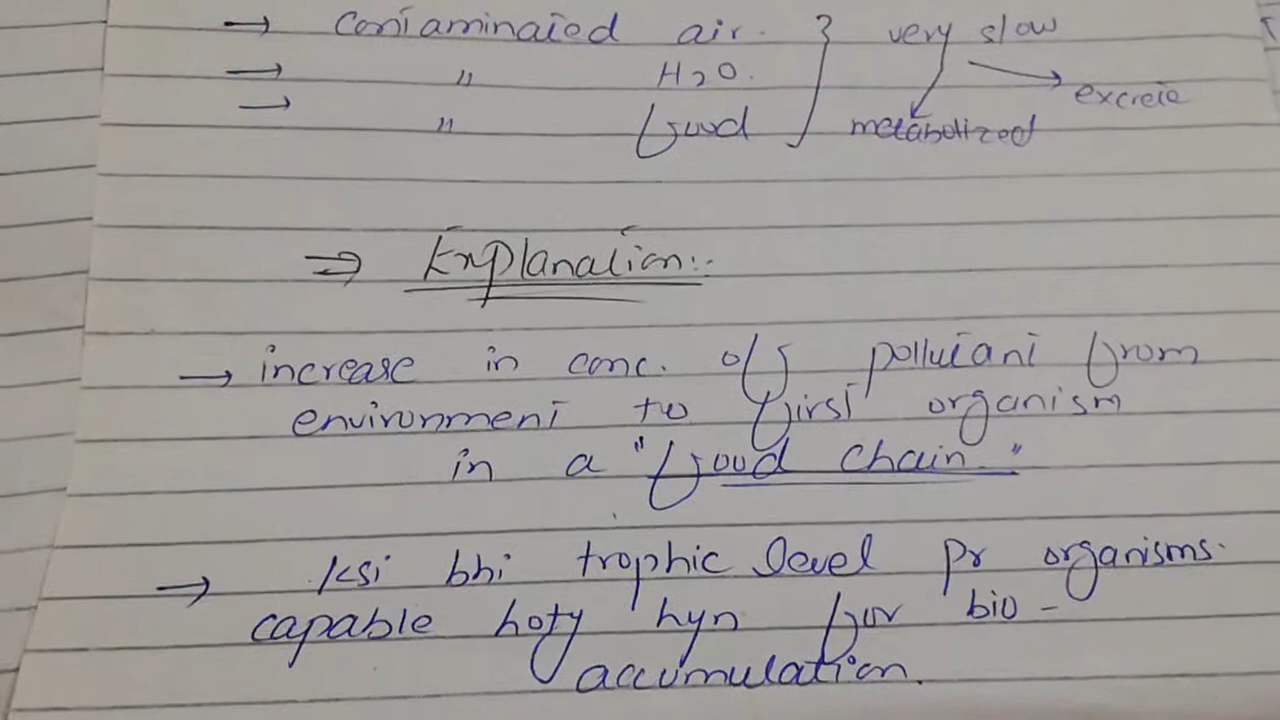 → Contaminated air. } very slow
→ " H2O. → excrete
→ " food metabolized
⇒ Explanation:-
→ increase in conc. of pollutant from
environment to first organism
in a "food chain"
→ ksi bhi trophic level pr organisms.
capable hoty hyn for bio-
accumulation.